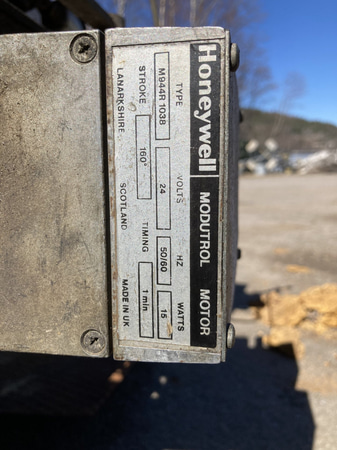 Honeywell MODUTROL MOTOR
TYPE VOLTS HZ WATTS
M944R 1038 24 50/60 15
STROKE 160° TIMING 1 min
LANARKSHIRE SCOTLAND MADE IN UK